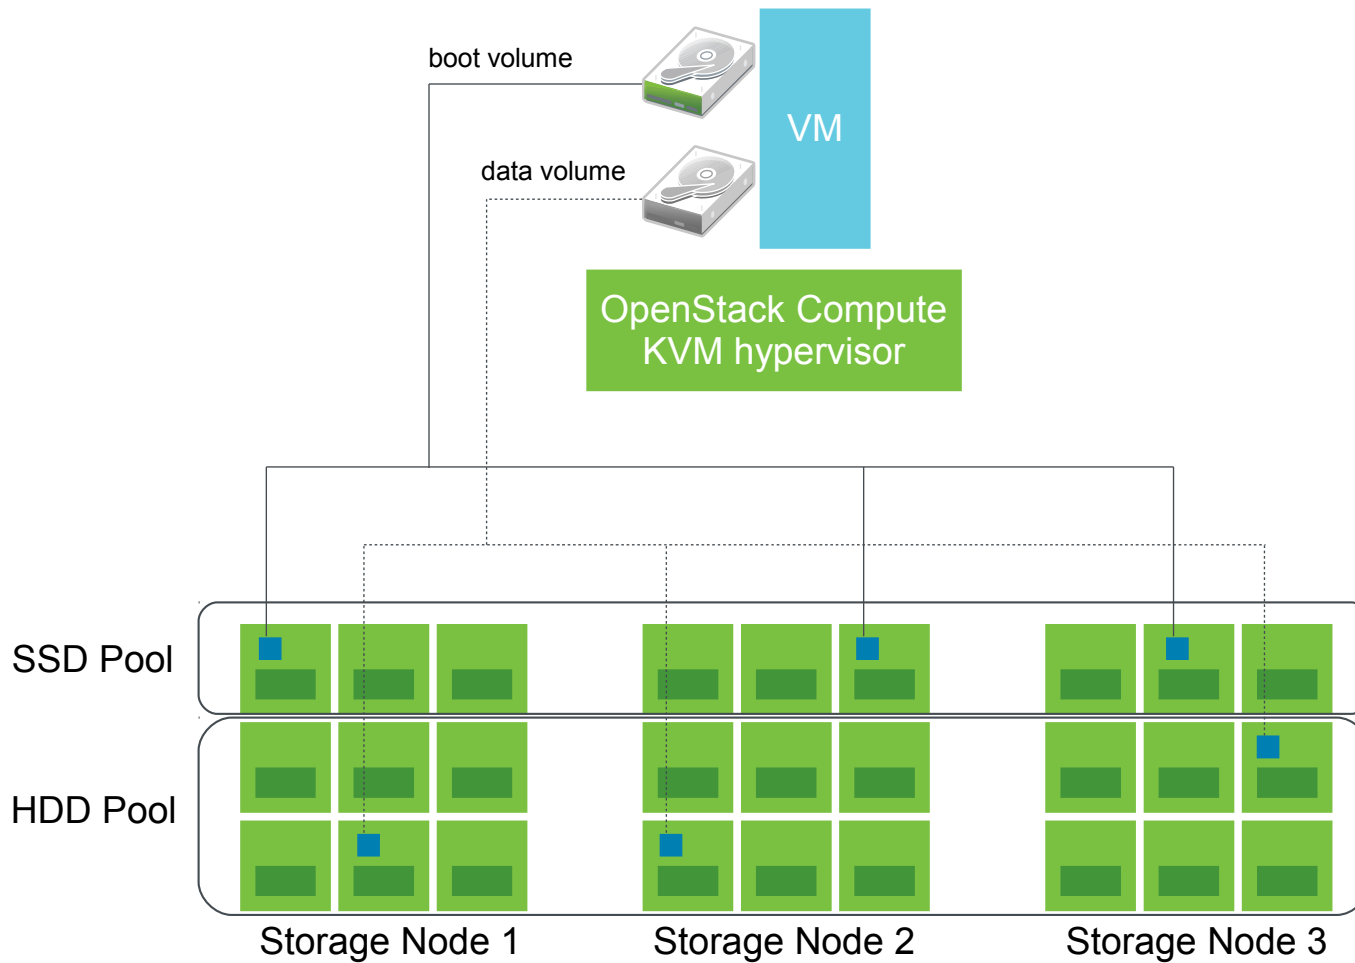 boot volume
VM
data volume
OpenStack Compute
KVM hypervisor
SSD Pool
HDD Pool
Storage Node 1
Storage Node 2
Storage Node 3